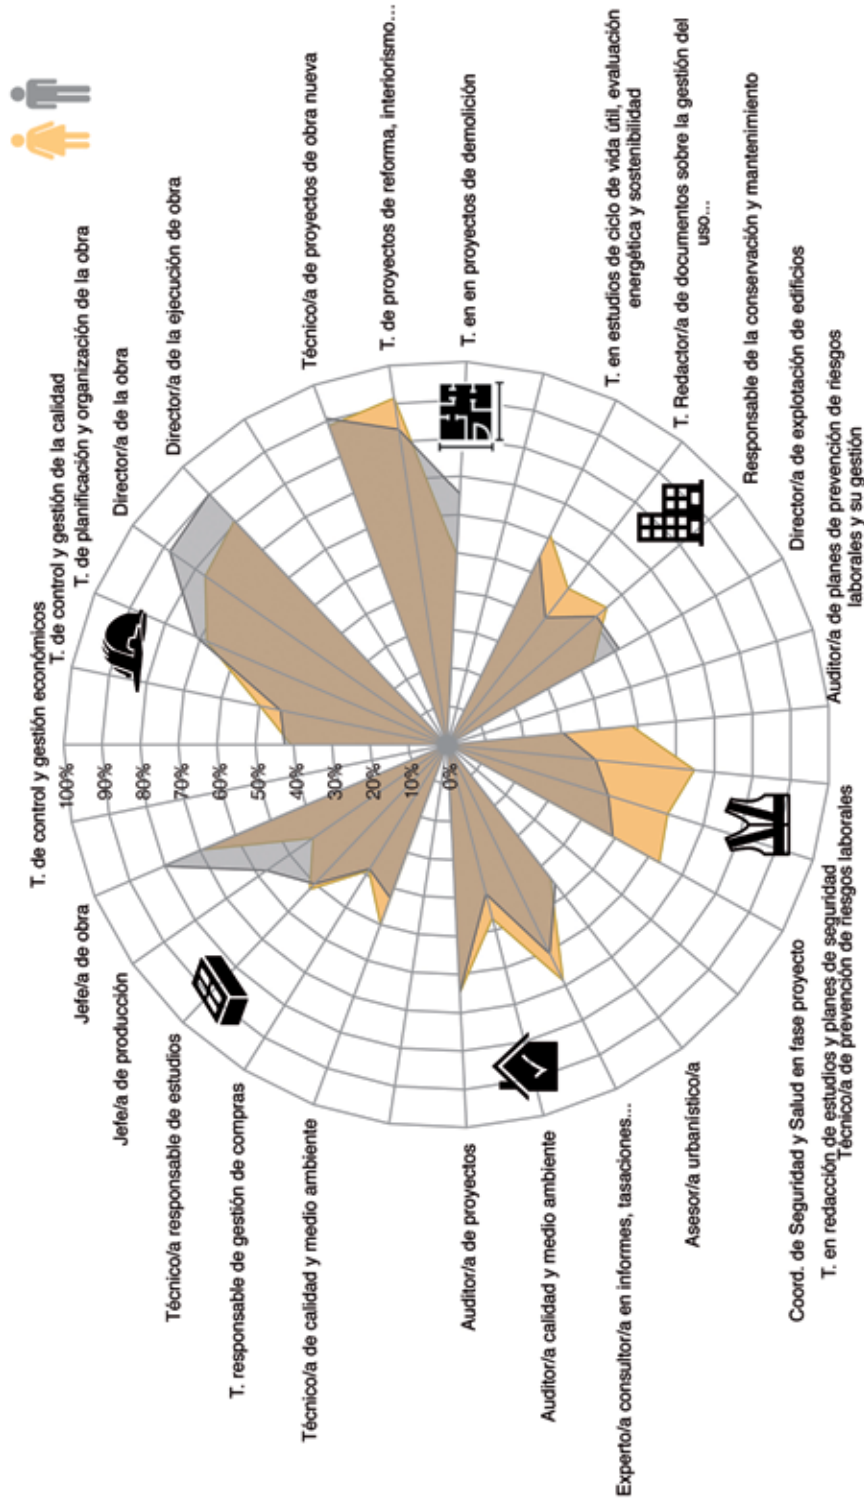 T. de control y gestión económicos
T. de control y gestión de la calidad
T. de planificación y organización de la obra
Director/a de la obra
Director/a de la ejecución de obra
Técnico/a de proyectos de obra nueva
T. de proyectos de reforma, interiorismo...
T. en en proyectos de demolición
T. en estudios de ciclo de vida útil, evaluación
energética y sostenibilidad
T. Redactor/a de documentos sobre la gestión del
uso...
Responsable de la conservación y mantenimiento
Director/a de explotación de edificios
Auditor/a de planes de prevención de riesgos
laborales y su gestión
Técnico/a de prevención de riesgos laborales
T. en redacción de estudios y planes de seguridad
Coord. de Seguridad y Salud en fase proyecto
Asesor/a urbanístico/a
Experto/a consultor/a en informes, tasaciones...
Auditor/a calidad y medio ambiente
Auditor/a de proyectos
Técnico/a de calidad y medio ambiente
T. responsable de gestión de compras
Técnico/a responsable de estudios
Jefe/a de producción
Jefe/a de obra
100%
90%
80%
70%
60%
50%
40%
30%
20%
10%
0%